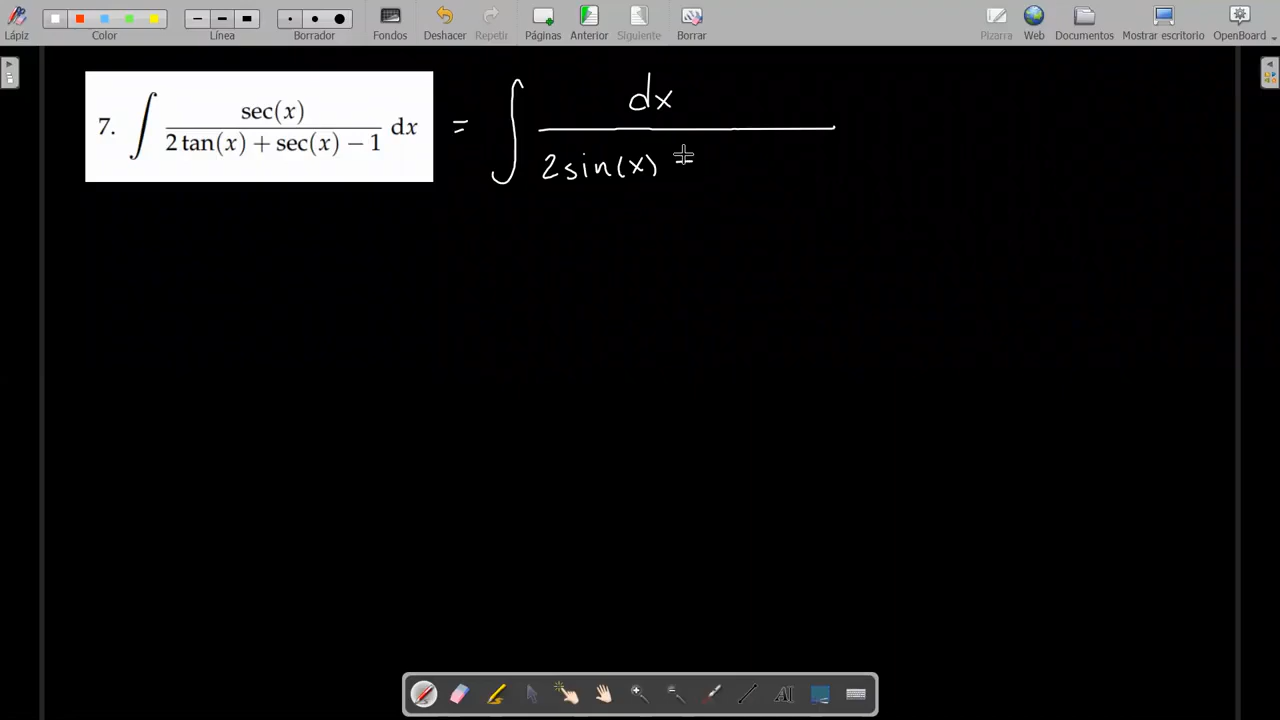 Lápiz Color Línea Borrador Fondos Deshacer Repetir Páginas Anterior Siguiente Borrar Pizarra Web Documentos Mostrar escritorio OpenBoard
7. ∫ sec(x) / (2 tan(x) + sec(x) − 1) dx = ∫ dx / 2sin(x) +
AI